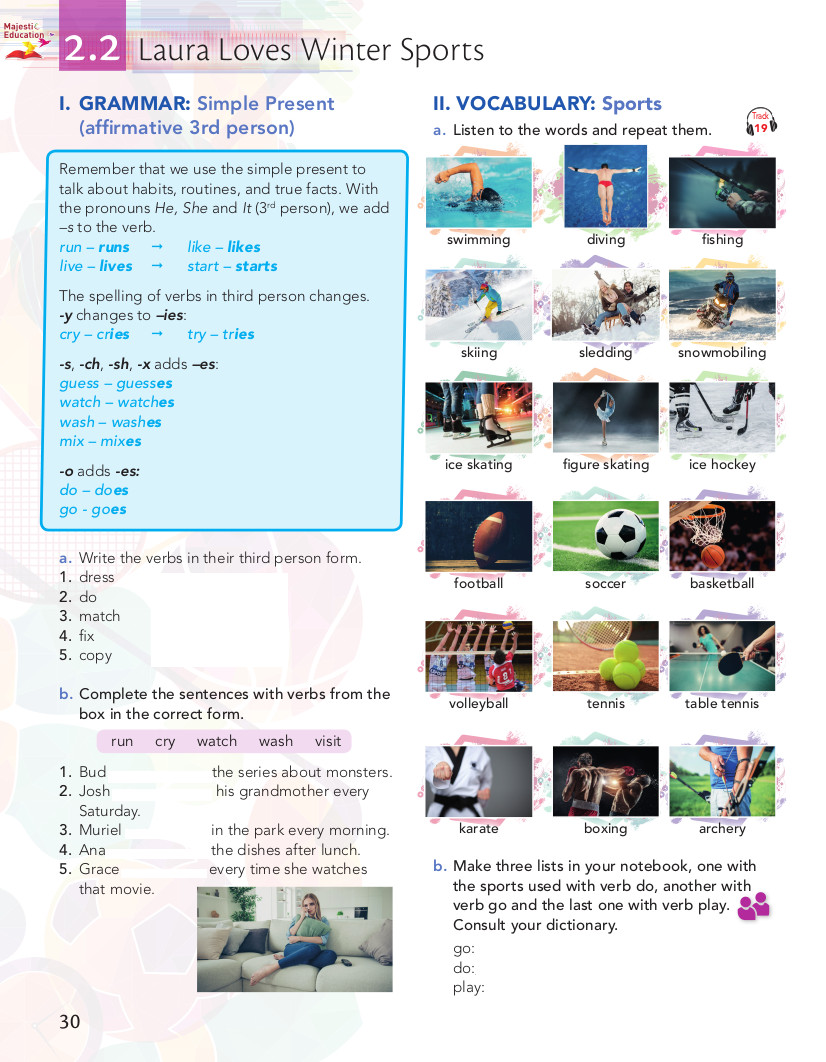 Majestic
Education ™
2.2 Laura Loves Winter Sports
I. GRAMMAR: Simple Present
(affirmative 3rd person)
Remember that we use the simple present to
talk about habits, routines, and true facts. With
the pronouns He, She and It (3rd person), we add
–s to the verb.
run – runs → like – likes
live – lives → start – starts
The spelling of verbs in third person changes.
-y changes to –ies:
cry – cries → try – tries
-s, -ch, -sh, -x adds –es:
guess – guesses
watch – watches
wash – washes
mix – mixes
-o adds -es:
do – does
go - goes
a. Write the verbs in their third person form.
1. dress
2. do
3. match
4. fix
5. copy
b. Complete the sentences with verbs from the
box in the correct form.
run cry watch wash visit
1. Bud the series about monsters.
2. Josh his grandmother every
Saturday.
3. Muriel in the park every morning.
4. Ana the dishes after lunch.
5. Grace every time she watches
that movie.
30
II. VOCABULARY: Sports
a. Listen to the words and repeat them.
Track
19
swimming diving fishing
skiing sledding snowmobiling
ice skating figure skating ice hockey
football soccer basketball
8
volleyball tennis table tennis
karate boxing archery
b. Make three lists in your notebook, one with
the sports used with verb do, another with
verb go and the last one with verb play.
Consult your dictionary.
go:
do:
play: